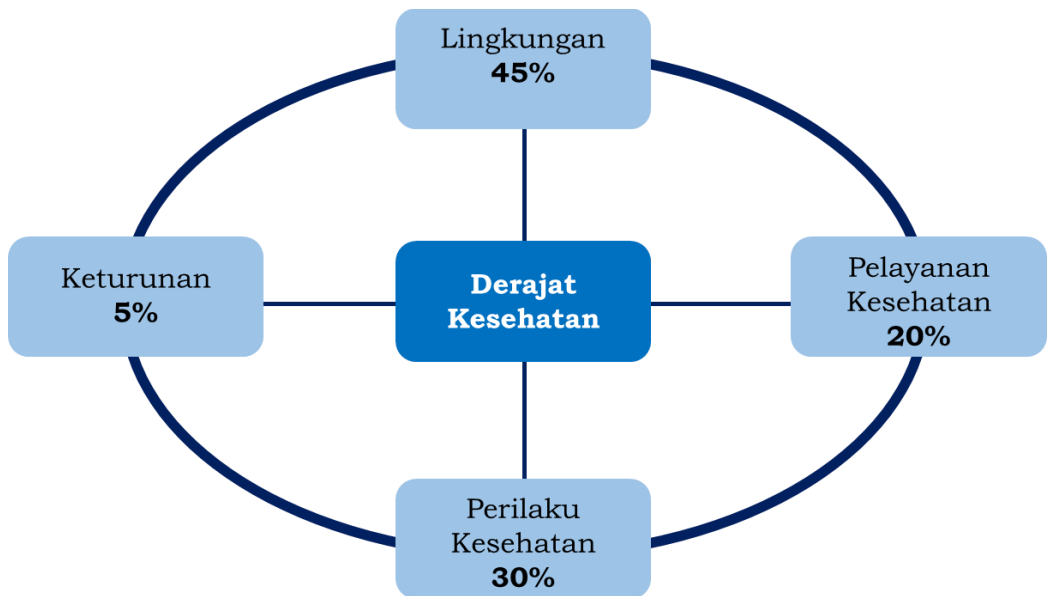 Lingkungan
45%
Keturunan
5%
Derajat
Kesehatan
Pelayanan
Kesehatan
20%
Perilaku
Kesehatan
30%